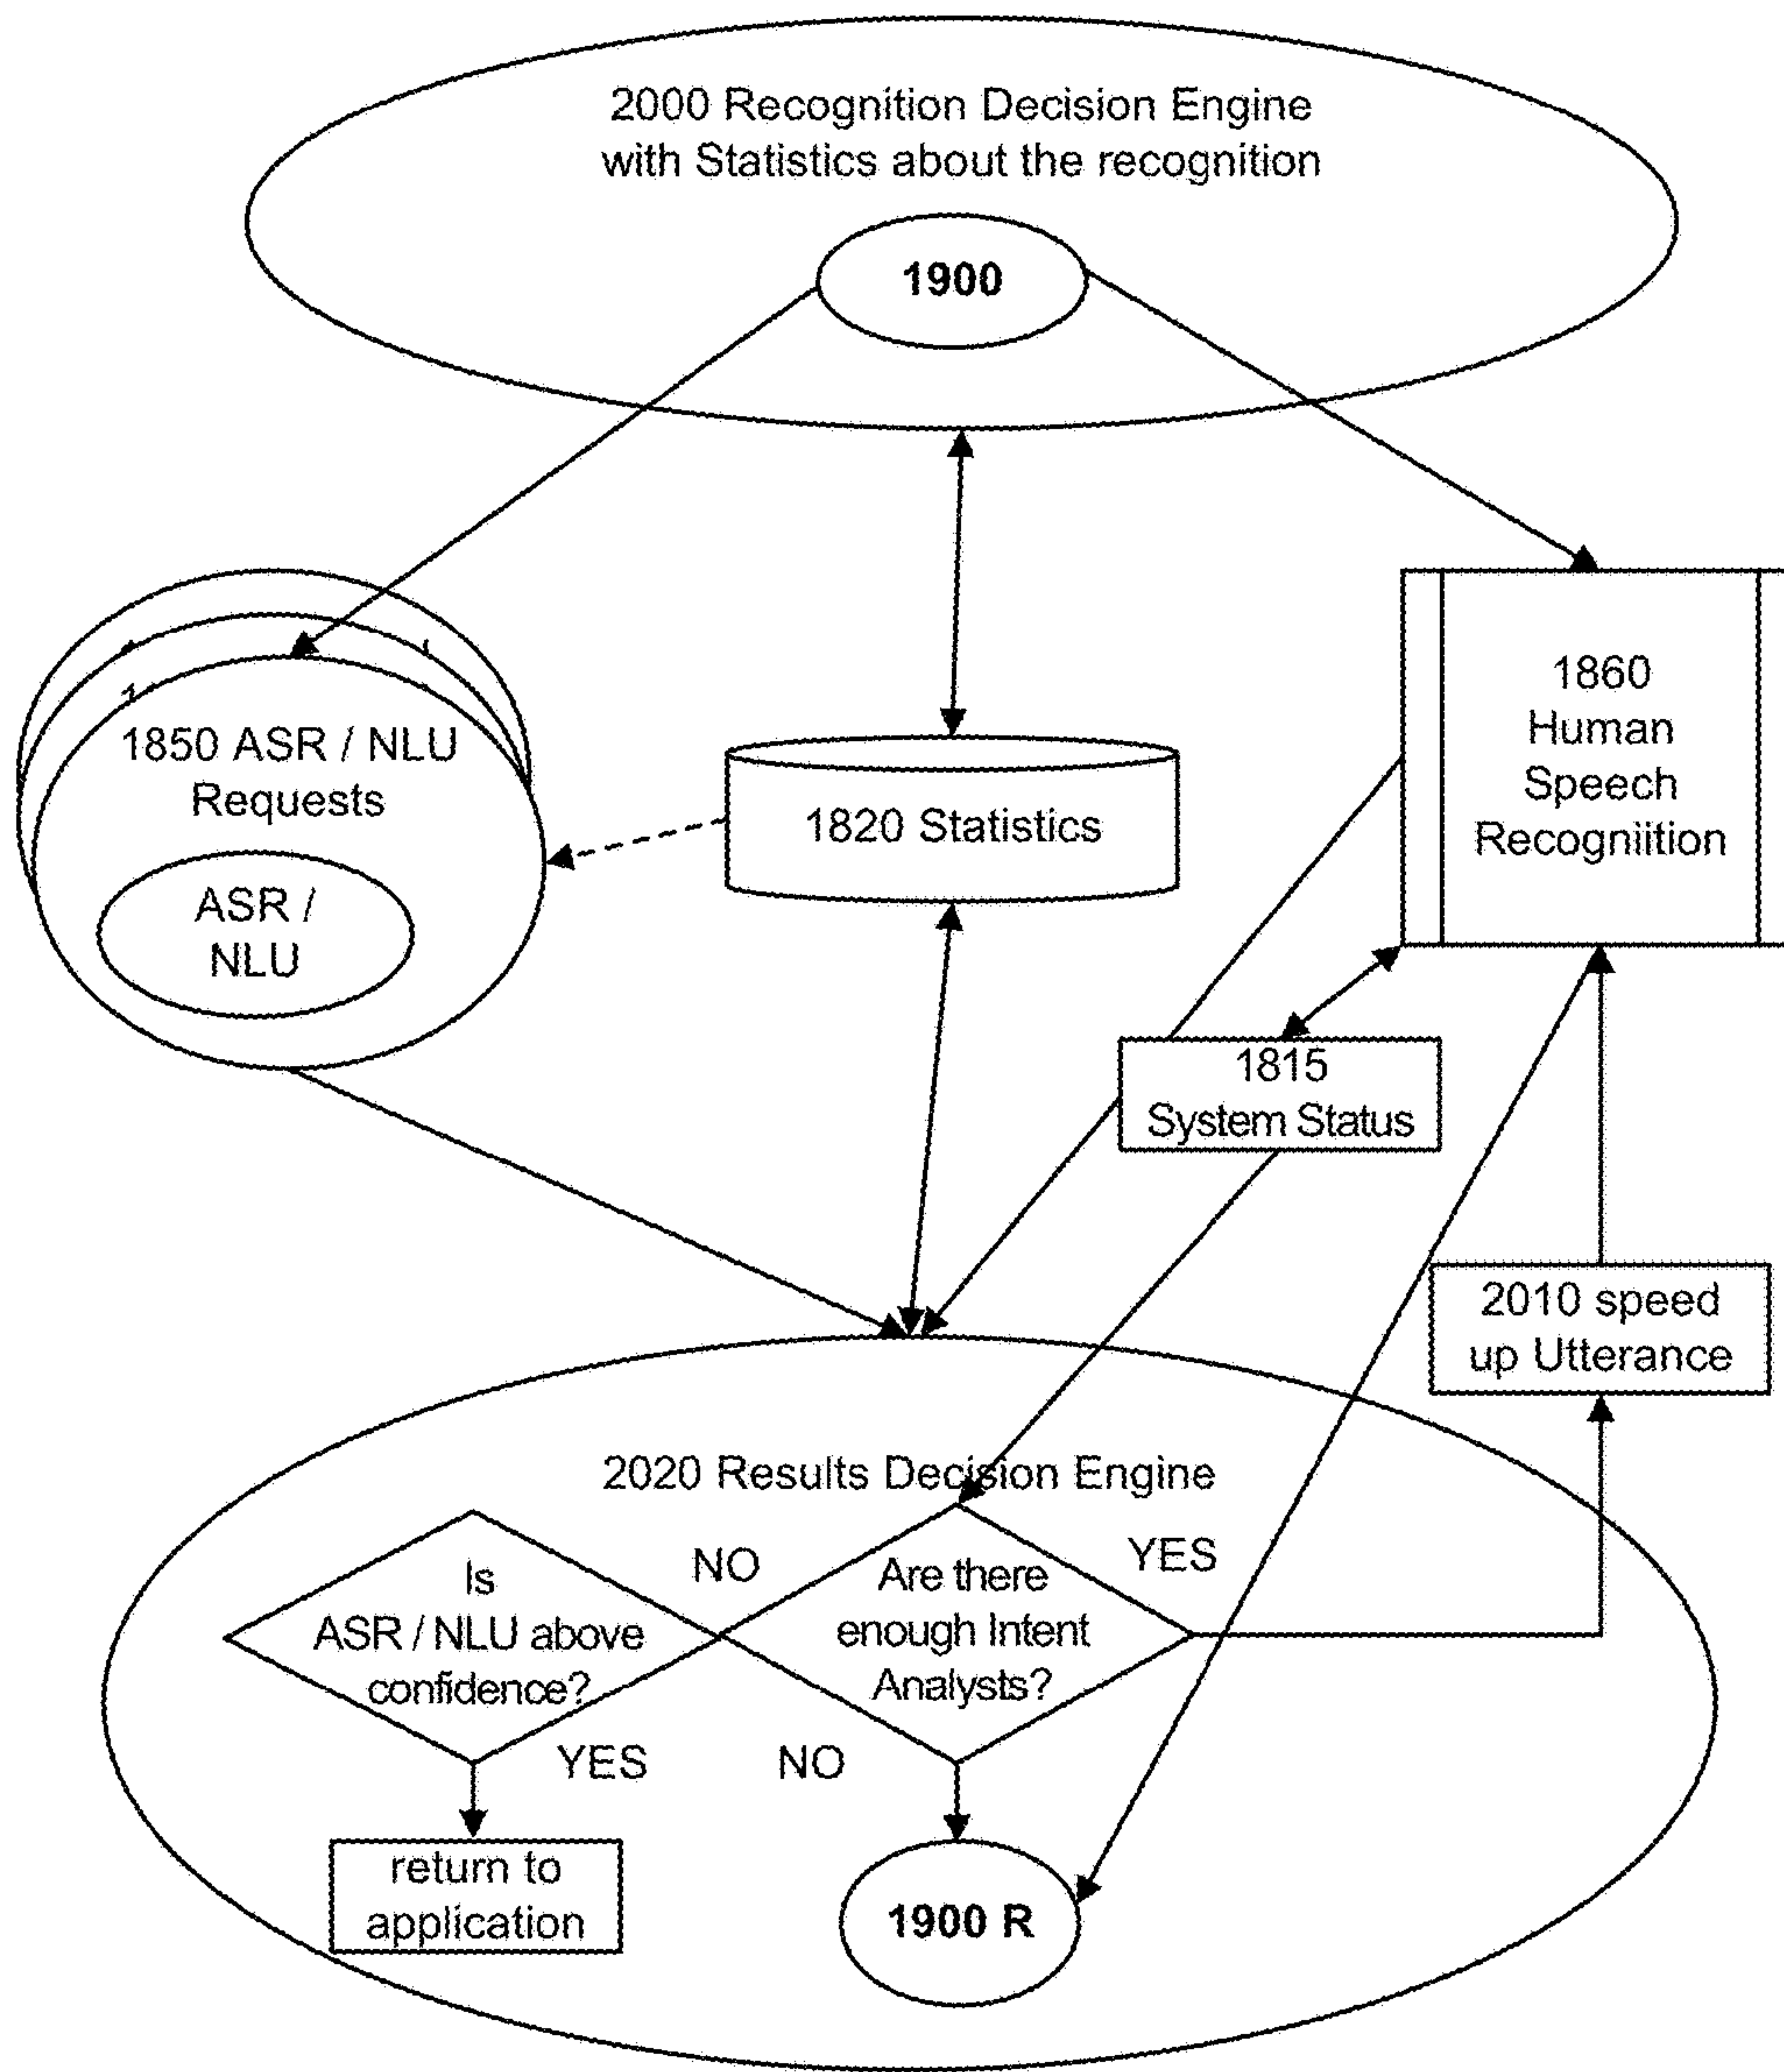 2000 Recognition Decision Engine
with Statistics about the recognition
1900
1850 ASR / NLU
Requests
ASR /
NLU
1820 Statistics
1860
Human
Speech
Recogniition
1815
System Status
2010 speed
up Utterance
2020 Results Decision Engine
NO
YES
Is
ASR / NLU above
confidence?
Are there
enough Intent
Analysts?
YES
NO
return to
application
1900 R